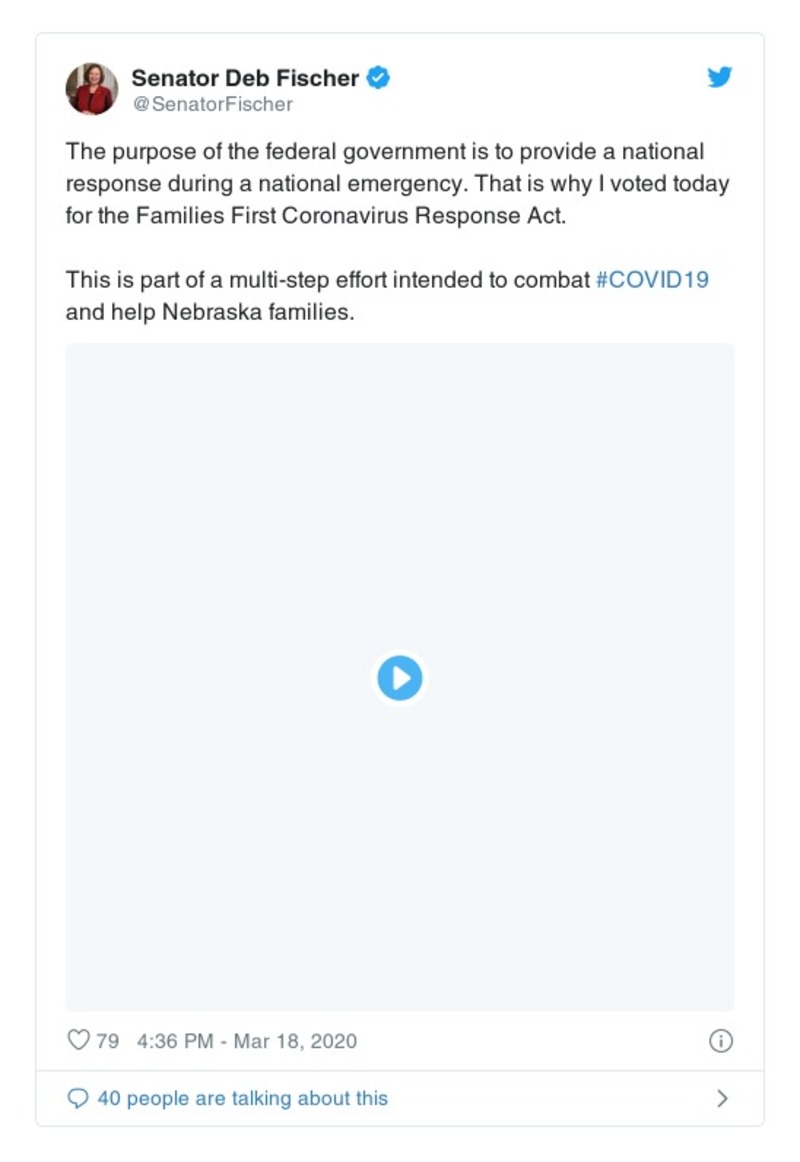 Senator Deb Fischer
@SenatorFischer
The purpose of the federal government is to provide a national
response during a national emergency. That is why I voted today
for the Families First Coronavirus Response Act.
This is part of a multi-step effort intended to combat #COVID19
and help Nebraska families.
79 4:36 PM - Mar 18, 2020
40 people are talking about this